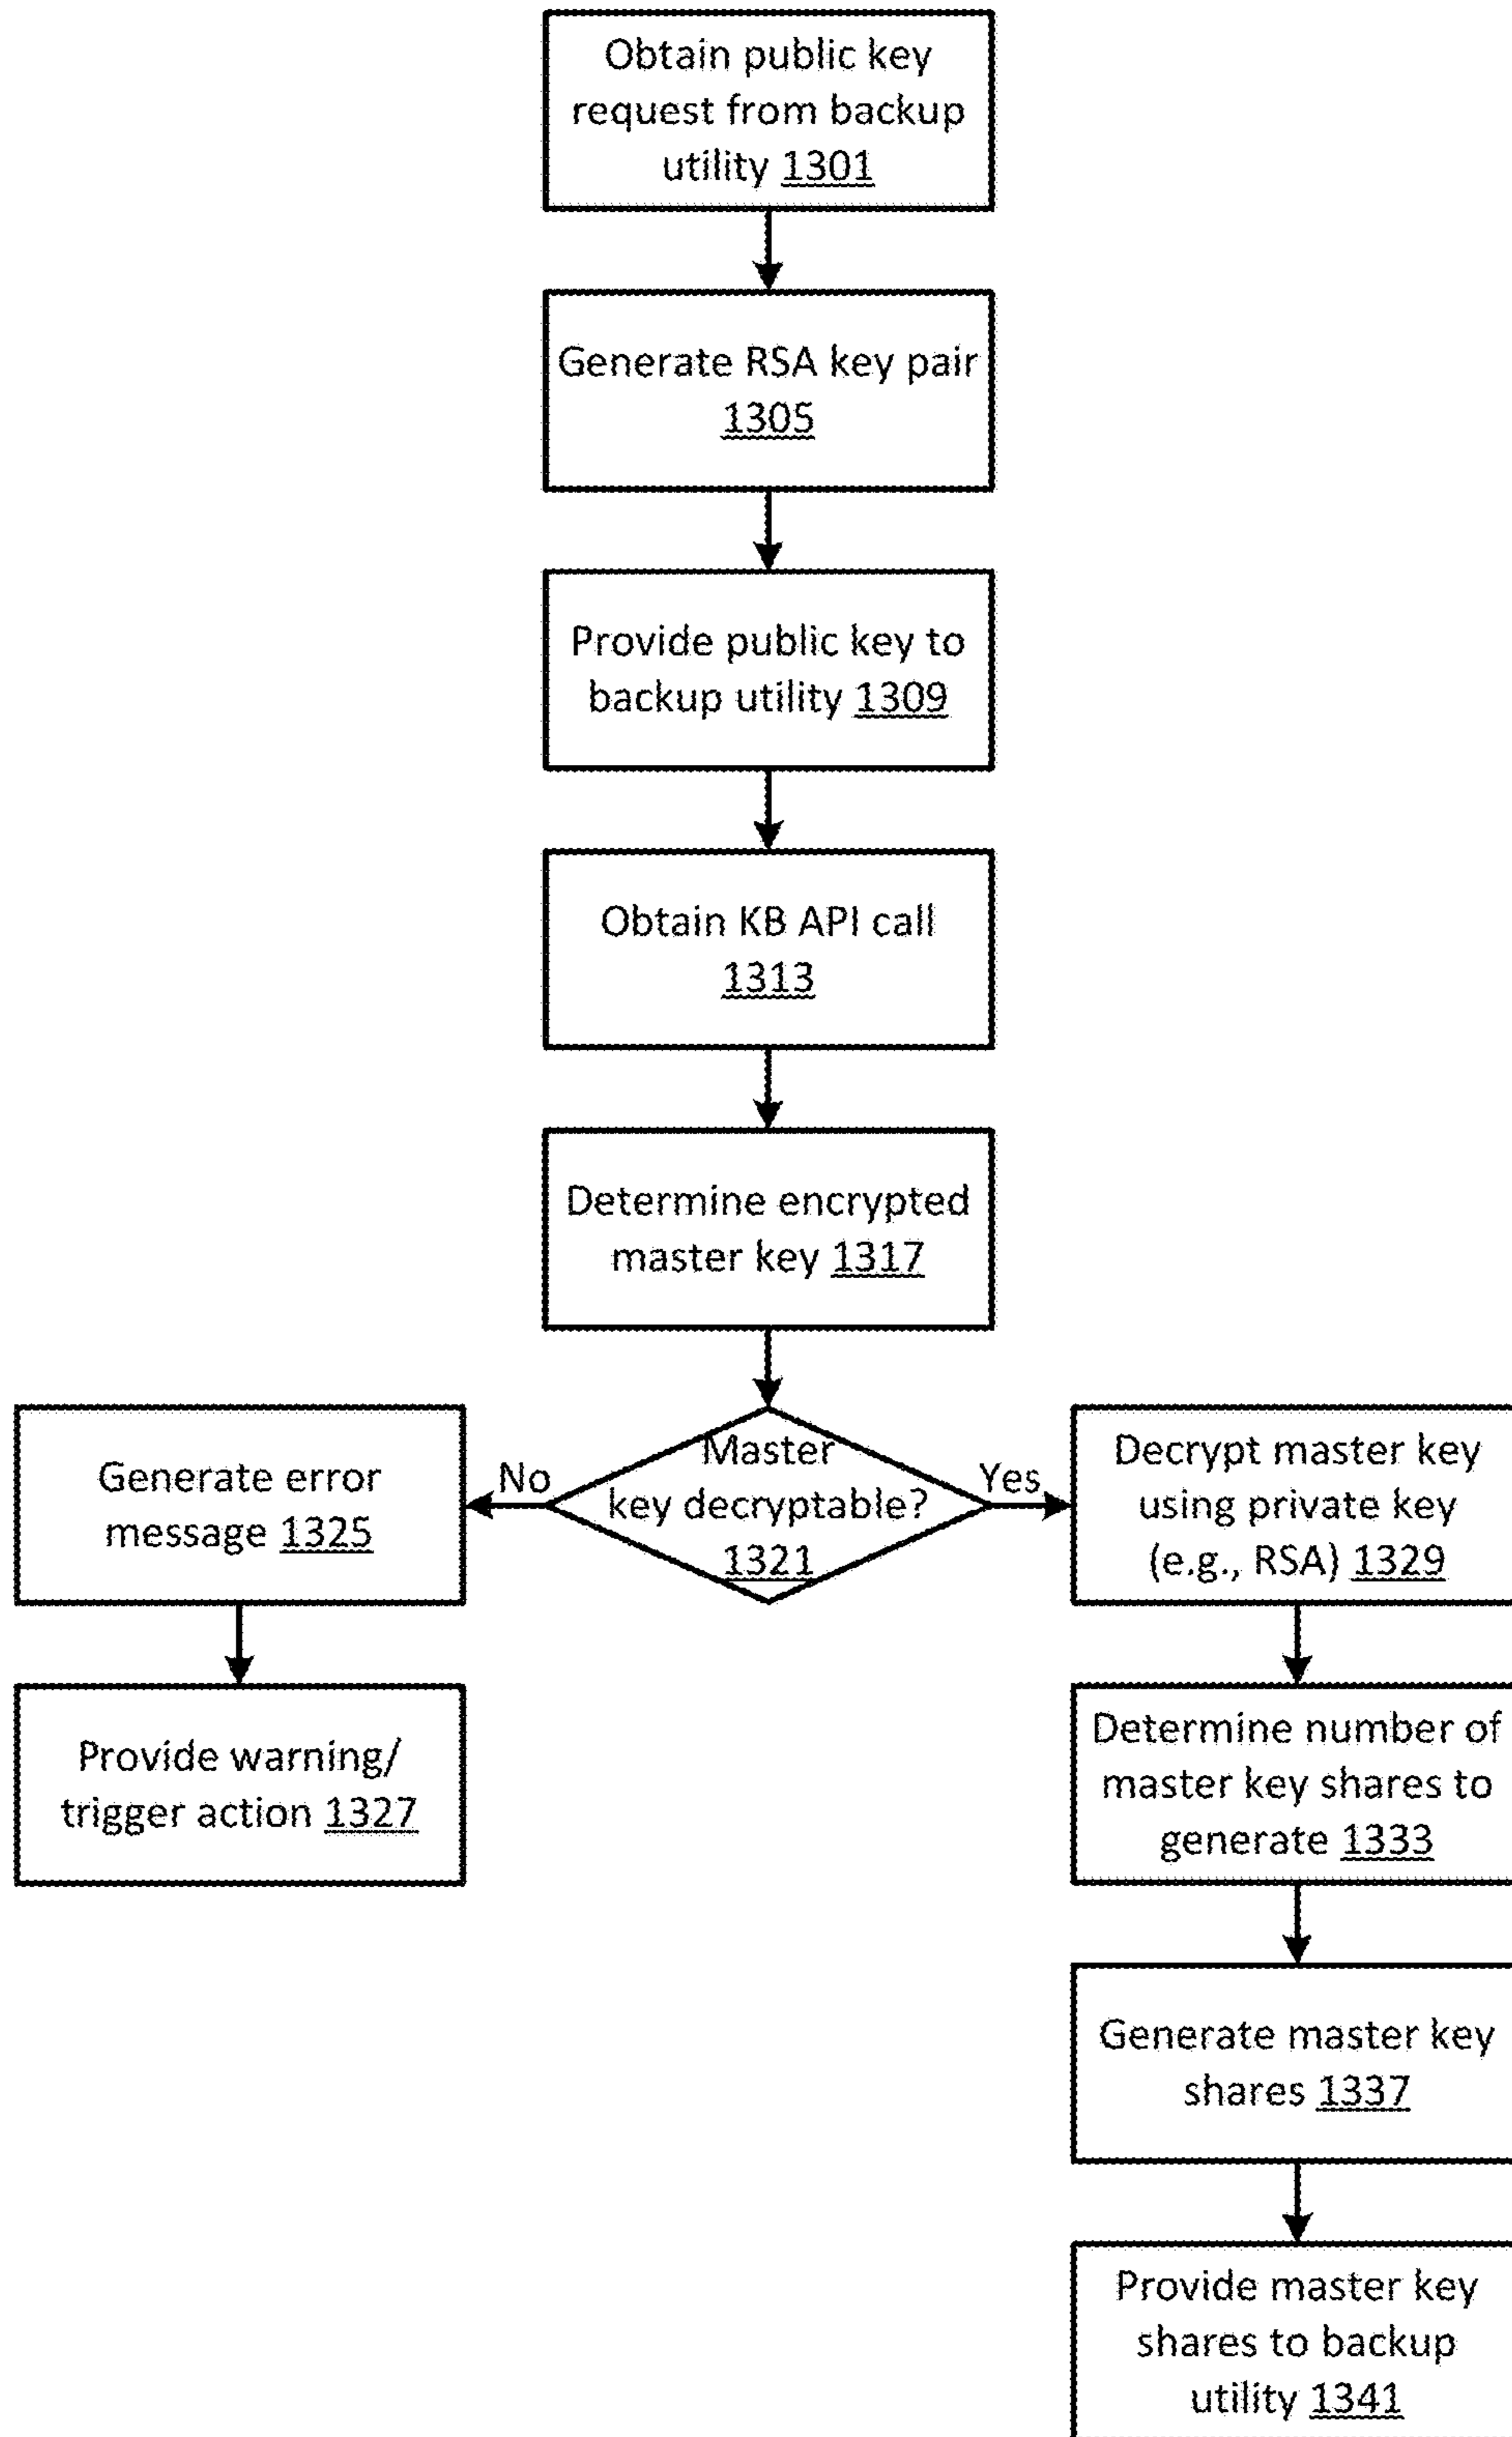 Obtain public key
request from backup
utility 1301
Generate RSA key pair
1305
Provide public key to
backup utility 1309
Obtain KB API call
1313
Determine encrypted
master key 1317
Master
key decryptable?
1321
No
Yes
Generate error
message 1325
Provide warning/
trigger action 1327
Decrypt master key
using private key
(e.g., RSA) 1329
Determine number of
master key shares to
generate 1333
Generate master key
shares 1337
Provide master key
shares to backup
utility 1341